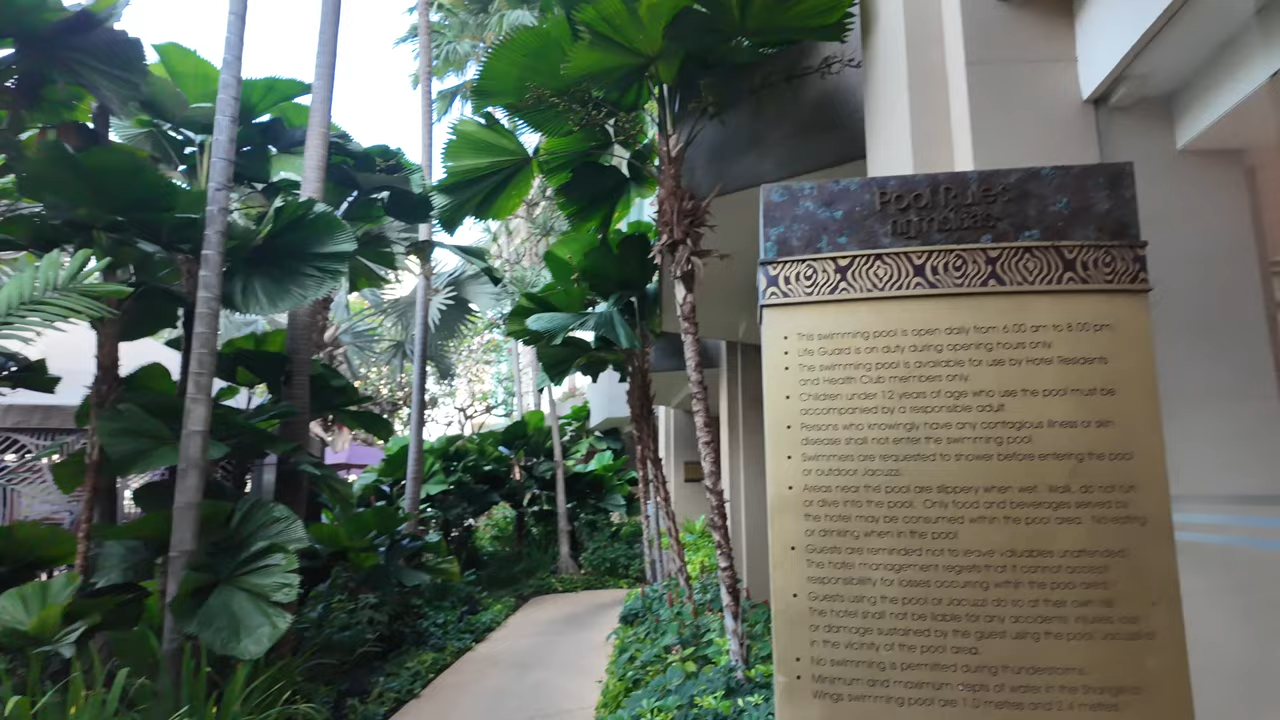 Pool Rules
• This swimming pool is open daily from 6.00 am to 8.00 pm.
• Life Guard is on duty during opening hours only.
• The swimming pool is available for use by Hotel Residents
and Health Club members only.
• Children under 12 years of age who use the pool must be
accompanied by a responsible adult.
• Persons who knowingly have any contagious illness or skin
disease shall not enter the swimming pool.
• Swimmers are requested to shower before entering the pool
or outdoor Jacuzzi.
• Areas near the pool are slippery when wet. Walk, do not run
or dive into the pool. Only food and beverages served by
the hotel may be consumed within the pool area. No eating
or drinking when in the pool.
• Guests are reminded not to leave valuables unattended.
The hotel management regrets that it cannot accept
responsibility for losses occurring within the pool area.
• Guests using the pool or Jacuzzi do so at their own risk.
The hotel shall not be liable for any accidents, injuries, loss
or damage sustained by the guest using the pool, Jacuzzi or
in the vicinity of the pool area.
• No swimming is permitted during thunderstorms.
• Minimum and maximum depts of water in the Shangri-La
Wings swimming pool are 1.0 metres and 2.4 metres